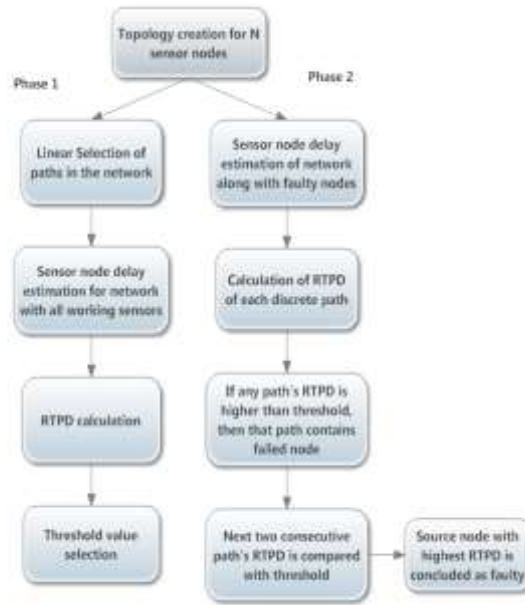 Topology creation for N
sensor nodes
Phase 1
Phase 2
Linear Selection of
paths in the network
Sensor node delay
estimation of network
along with faulty nodes
Sensor node delay
estimation for network
with all working sensors
Calculation of RTPD
of each discrete path
RTPD calculation
If any path's RTPD is
higher than threshold,
then that path contains
failed node
Threshold value
selection
Next two consecutive
path's RTPD is compared
with threshold
Source node with
highest RTPD is
concluded as faulty